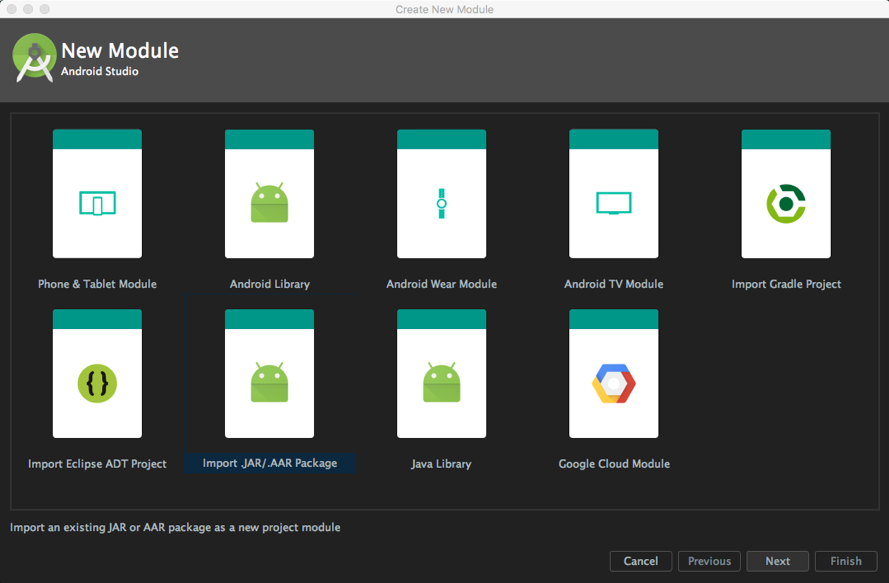 Create New Module
New Module
Android Studio
Phone & Tablet Module
Android Library
Android Wear Module
Android TV Module
Import Gradle Project
{}
Import Eclipse ADT Project
Import .JAR/.AAR Package
Java Library
Google Cloud Module
Import an existing JAR or AAR package as a new project module
Cancel
Previous
Next
Finish